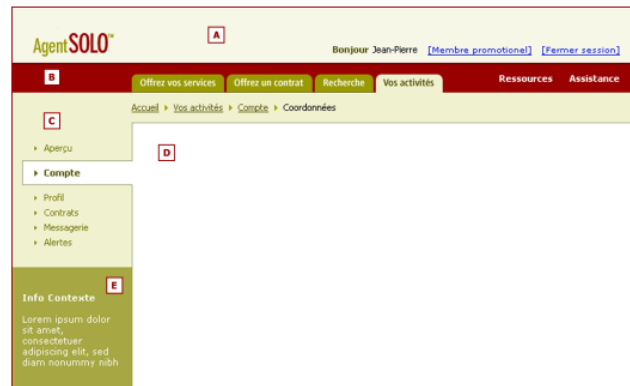 AgentSOLO™
A
Bonjour Jean-Pierre [Membre promotionel] [Fermer session]
B
Offrez vos services Offrez un contrat Recherche Vos activités Ressources Assistance
Accueil Vos activités Compte Coordonnées
C
D
Aperçu
Compte
Profil
Contrats
Messagerie
Alertes
E
Info Contexte
Lorem ipsum dolor
sit amet,
consectetuer
adipiscing elit, sed
diam nonummy nibh